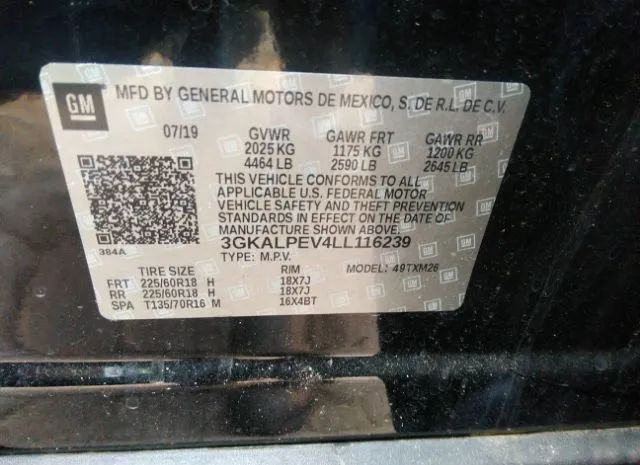 GM MFD BY GENERAL MOTORS DE MEXICO, S. DE R.L. DE C.V.
07/19 GVWR GAWR FRT GAWR RR
2025 KG 1175 KG 1200 KG
4464 LB 2590 LB 2645 LB
THIS VEHICLE CONFORMS TO ALL
APPLICABLE U.S. FEDERAL MOTOR
VEHICLE SAFETY AND THEFT PREVENTION
STANDARDS IN EFFECT ON THE DATE OF
MANUFACTURE SHOWN ABOVE.
384A 3GKALPEV4LL116239
TYPE: M.P.V. MODEL: 49TXM26
TIRE SIZE RIM
FRT 225/60R18 H 18X7J
RR 225/60R18 H 18X7J
SPA T135/70R16 M 16X4BT